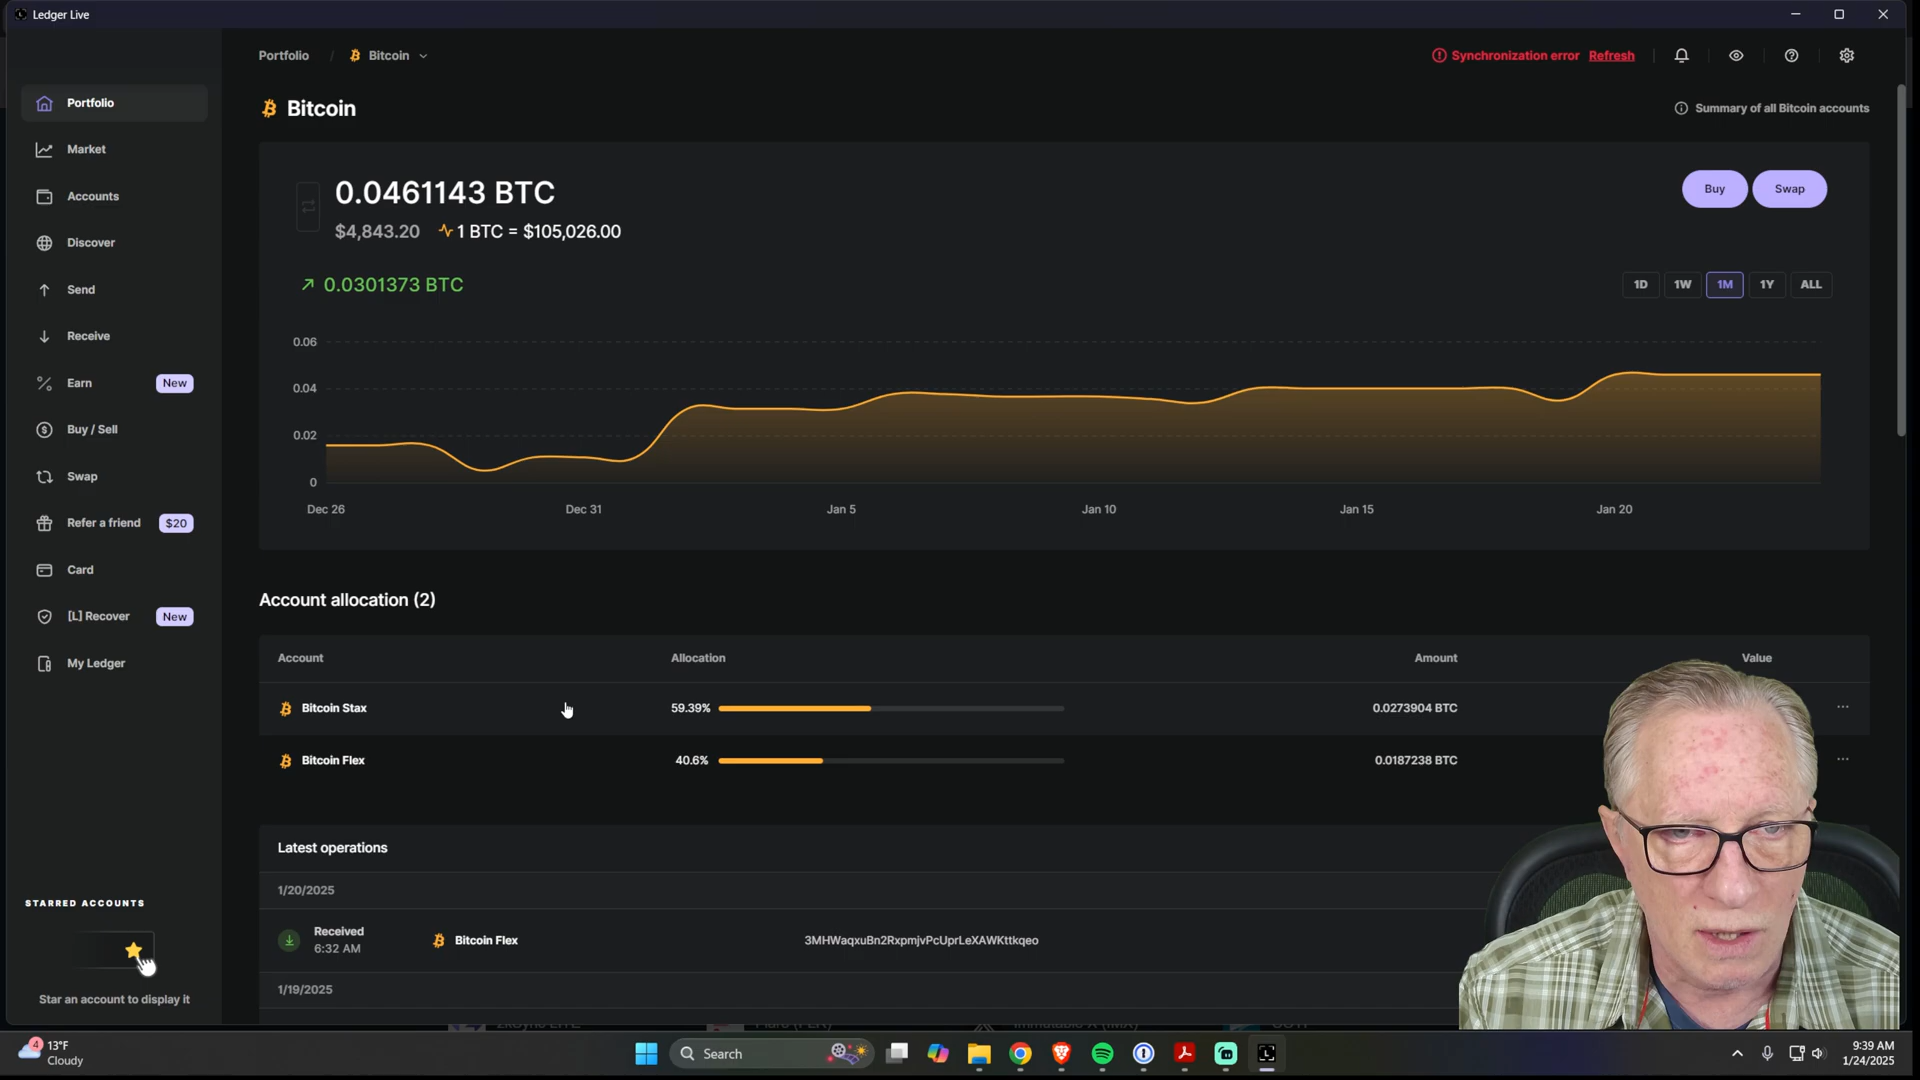 Ledger Live
Portfolio / Bitcoin
Synchronization error Refresh
Portfolio
Market
Accounts
Discover
Send
Receive
Earn New
Buy / Sell
Swap
Refer a friend $20
Card
[L] Recover New
My Ledger
STARRED ACCOUNTS
Star an account to display it
Bitcoin
Summary of all Bitcoin accounts
0.0461143 BTC
$4,843.20 1 BTC = $105,026.00
Buy Swap
0.0301373 BTC
1D 1W 1M 1Y ALL
0.06
0.04
0.02
0
Dec 26 Dec 31 Jan 5 Jan 10 Jan 15 Jan 20
Account allocation (2)
Account Allocation Amount Value
Bitcoin Stax 59.39% 0.0273904 BTC
Bitcoin Flex 40.6% 0.0187238 BTC
Latest operations
1/20/2025
Received
6:32 AM
Bitcoin Flex 3MHWaqxuBn2RxpmjvPcUprLeXAWKttkqeo
1/19/2025
4
13°F
Cloudy
Search
9:39 AM
1/24/2025